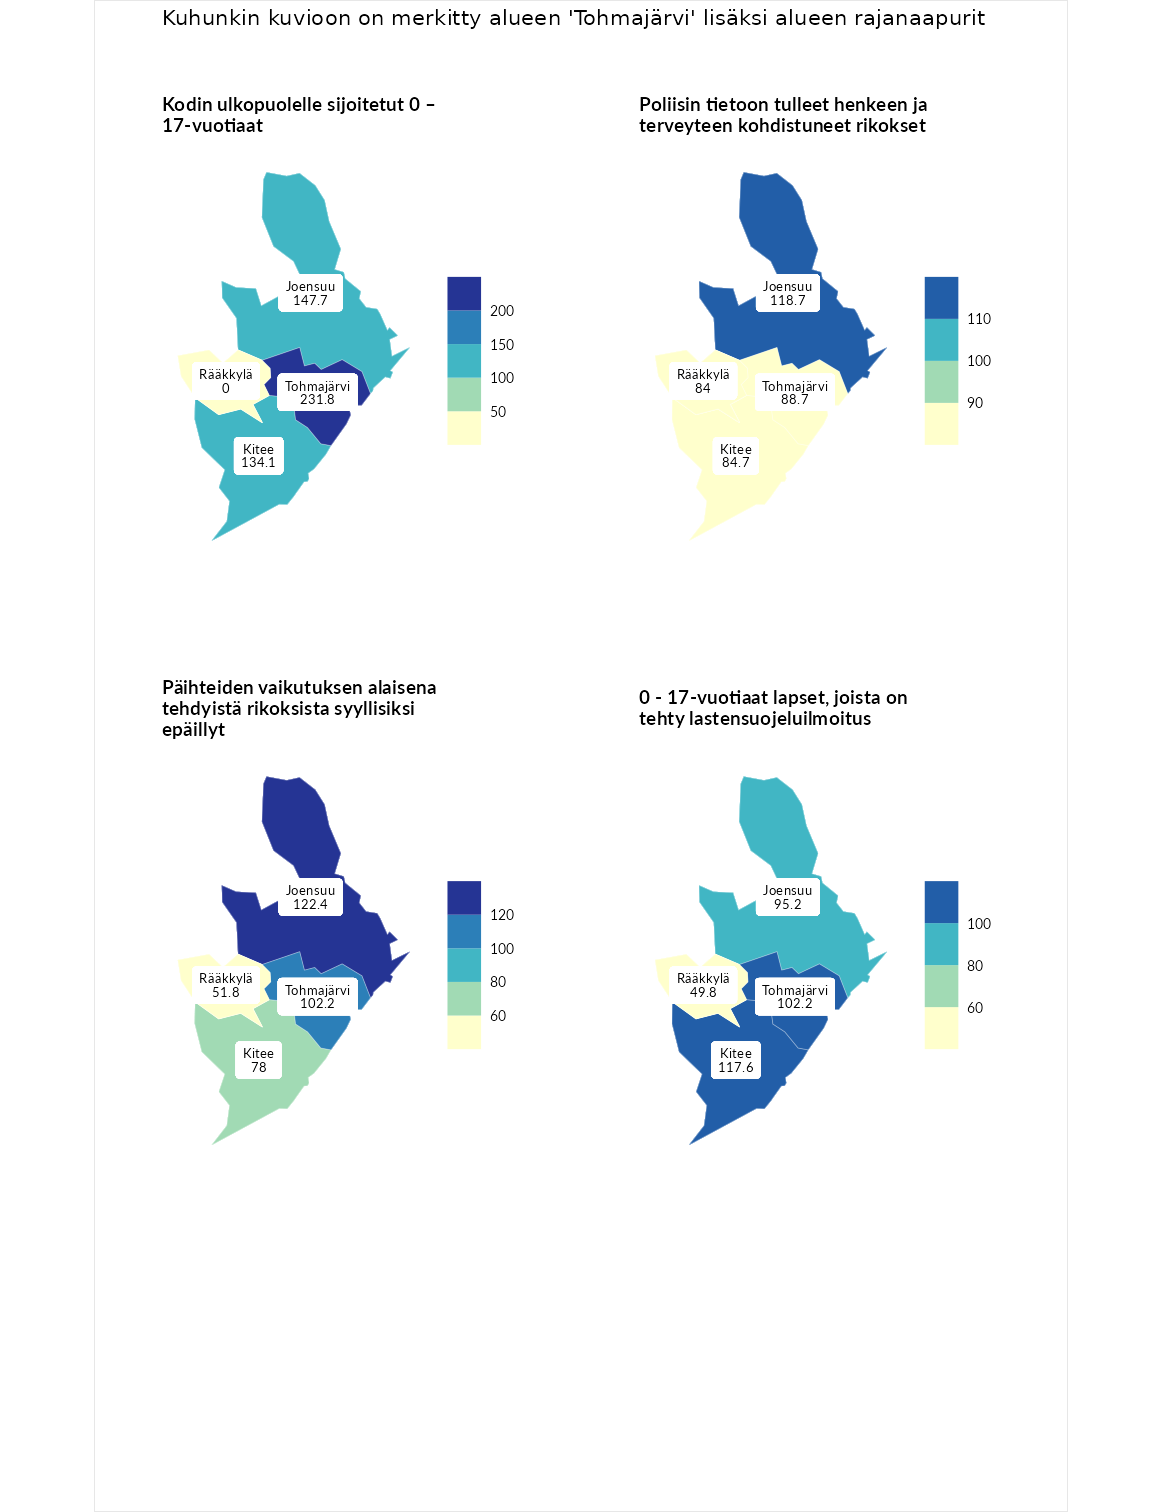 Kuhunkin kuvioon on merkitty alueen 'Tohmajärvi' lisäksi alueen rajanaapurit
Kodin ulkopuolelle sijoitetut 0 –
17-vuotiaat
Joensuu
147.7
Rääkkylä
0
Tohmajärvi
231.8
Kitee
134.1
200
150
100
50
Poliisin tietoon tulleet henkeen ja
terveyteen kohdistuneet rikokset
Joensuu
118.7
Rääkkylä
84
Tohmajärvi
88.7
Kitee
84.7
110
100
90
Päihteiden vaikutuksen alaisena
tehdyistä rikoksista syyllisiksi
epäillyt
Joensuu
122.4
Rääkkylä
51.8
Tohmajärvi
102.2
Kitee
78
120
100
80
60
0 - 17-vuotiaat lapset, joista on
tehty lastensuojeluilmoitus
Joensuu
95.2
Rääkkylä
49.8
Tohmajärvi
102.2
Kitee
117.6
100
80
60